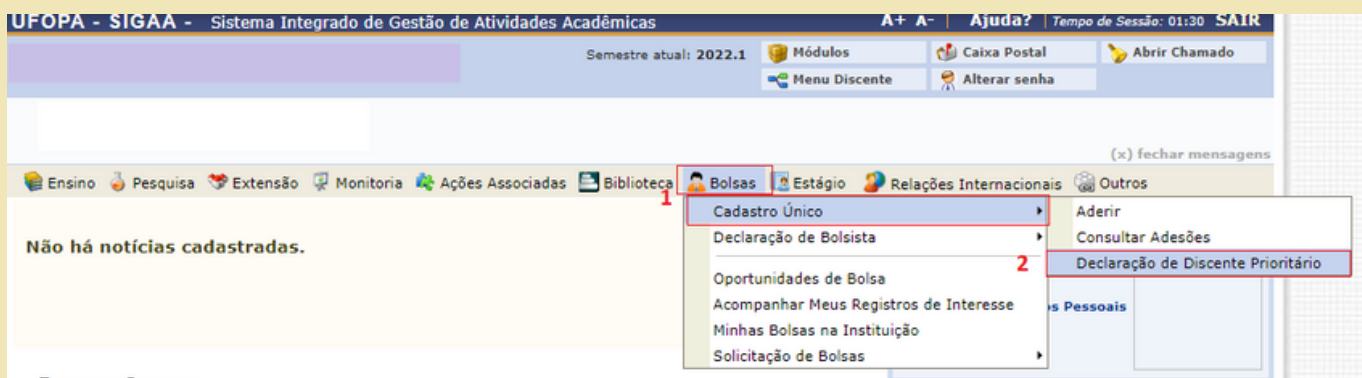 UFOPA - SIGAA - Sistema Integrado de Gestão de Atividades Acadêmicas A+ A- | Ajuda? | Tempo de Sessão: 01:30 SAIR
Semestre atual: 2022.1 Módulos Caixa Postal Abrir Chamado
Menu Discente Alterar senha
(x) fechar mensagens
Ensino Pesquisa Extensão Monitoria Ações Associadas Biblioteca Bolsas Estágio Relações Internacionais Outros
1
Cadastro Único Aderir
Não há notícias cadastradas.
Declaração de Bolsista Consultar Adesões
2 Declaração de Discente Prioritário
Oportunidades de Bolsa
Acompanhar Meus Registros de Interesse
Pessoais
Minhas Bolsas na Instituição
Solicitação de Bolsas